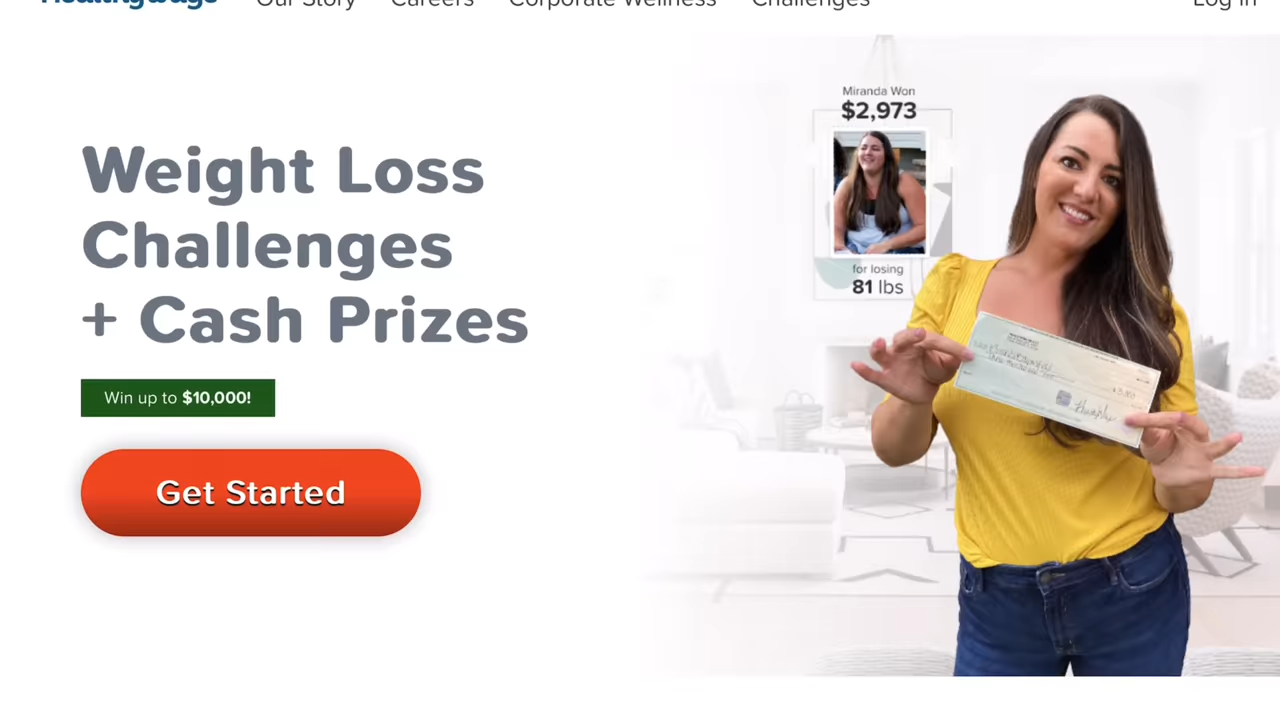 HealthyWage Our Story Careers Corporate Wellness Challenges Log In
Miranda Won
$2,973
for losing
81 lbs
Weight Loss
Challenges
+ Cash Prizes
Win up to $10,000!
Get Started